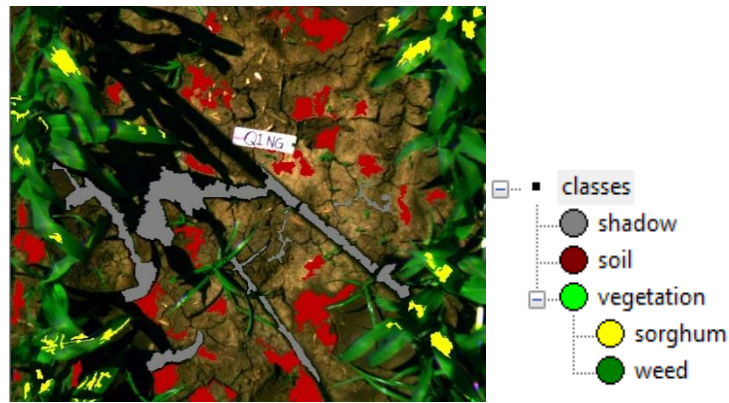 Q1 NG
classes
shadow
soil
vegetation
sorghum
weed